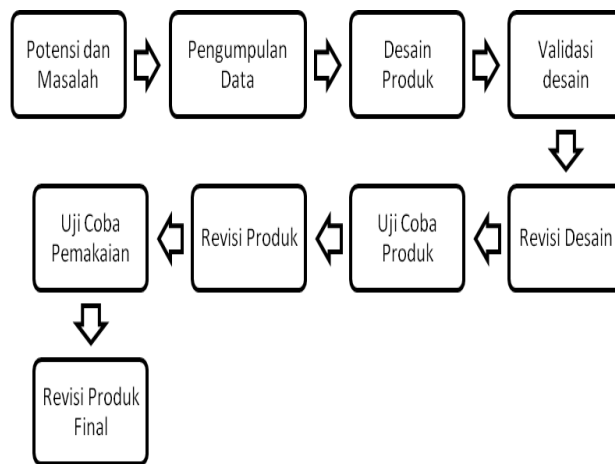 Potensi dan
Masalah
Pengumpulan
Data
Desain
Produk
Validasi
desain
Revisi Desain
Uji Coba
Produk
Revisi Produk
Uji Coba
Pemakaian
Revisi Produk
Final